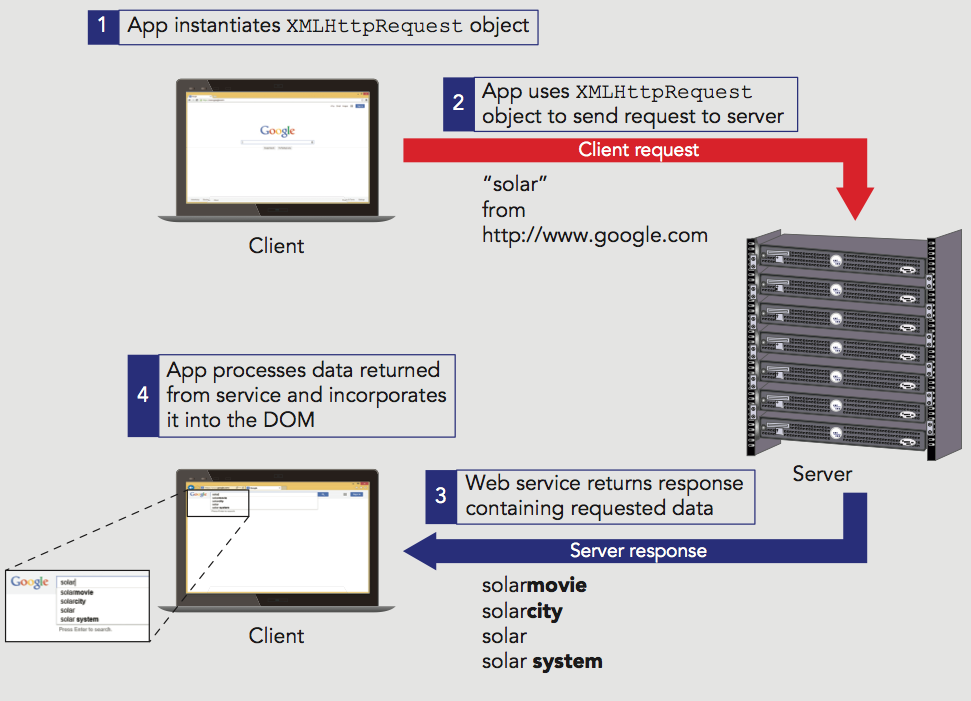 1 App instantiates XMLHttpRequest object
Google
Client
2 App uses XMLHttpRequest
object to send request to server
Client request
"solar"
from
http://www.google.com
Server
3 Web service returns response
containing requested data
Server response
solarmovie
solarcity
solar
solar system
4 App processes data returned
from service and incorporates
it into the DOM
Client
Google solar
solarmovie
solarcity
solar
solar system
Press Enter to search.